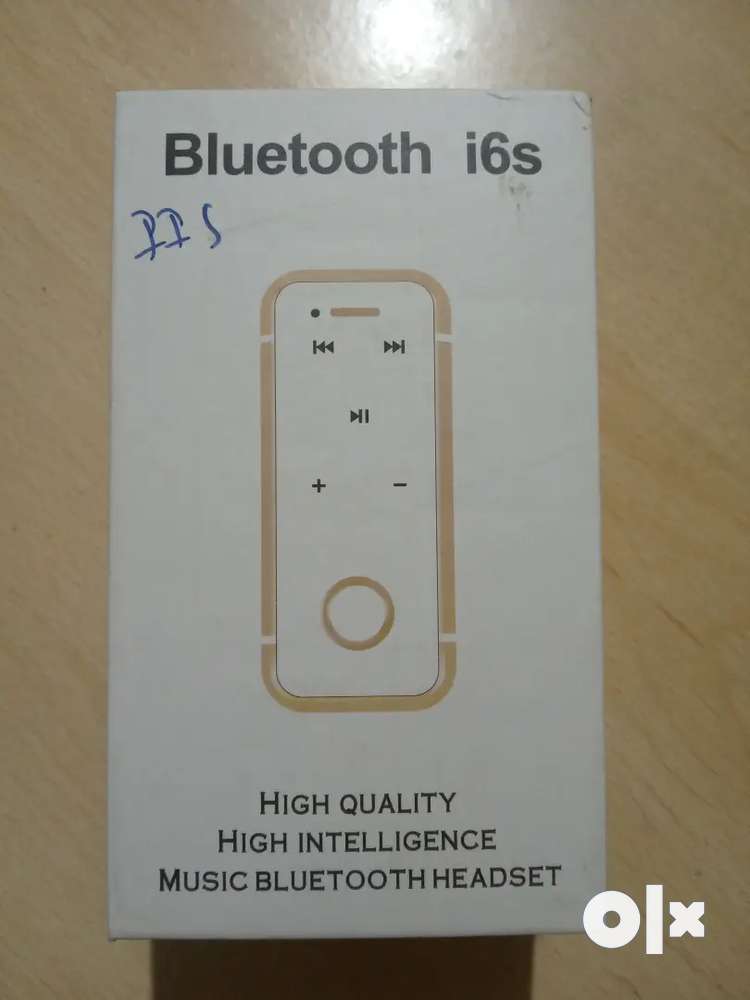 Bluetooth i6s
HIGH QUALITY
HIGH INTELLIGENCE
MUSIC BLUETOOTH HEADSET
olx